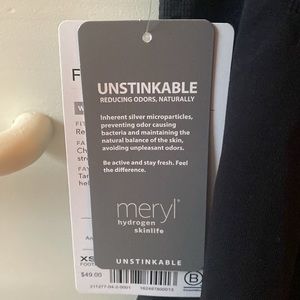 F
W
UNSTINKABLE
REDUCING ODORS, NATURALLY
Inherent silver microparticles,
preventing odor causing
bacteria and maintaining the
natural balance of the skin,
avoiding unpleasant odors.
Be active and stay fresh. Feel
the difference.
meryl®
hydrogen
skinlife
UNSTINKABLE
XS
$49.00
B